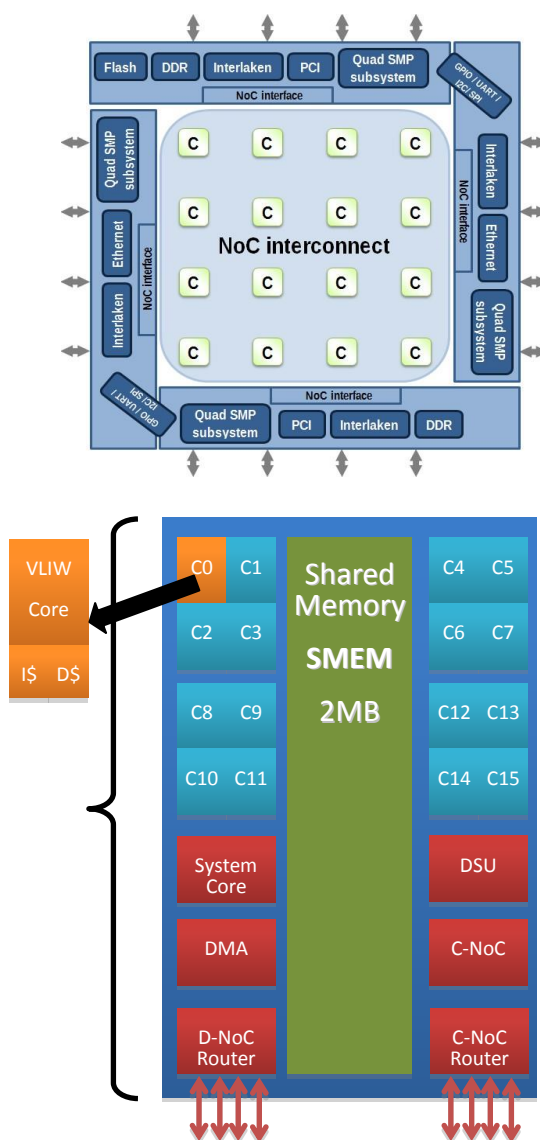 Flash DDR Interlaken PCI Quad SMP
subsystem
GPIO / UART /
I2C/ SPI
NoC interface
Quad SMP
subsystem
Ethernet
Interlaken
NoC interface
GPIO / UART /
I2C/ SPI
C C C C
C C C C
NoC interconnect
C C C C
C C C C
NoC interface
Interlaken
Ethernet
Quad SMP
subsystem
NoC interface
Quad SMP
subsystem
PCI Interlaken DDR
VLIW
Core
I$ D$
C0 C1
C2 C3
C8 C9
C10 C11
System
Core
DMA
D-NoC
Router
Shared
Memory
SMEM
2MB
C4 C5
C6 C7
C12 C13
C14 C15
DSU
C-NoC
C-NoC
Router